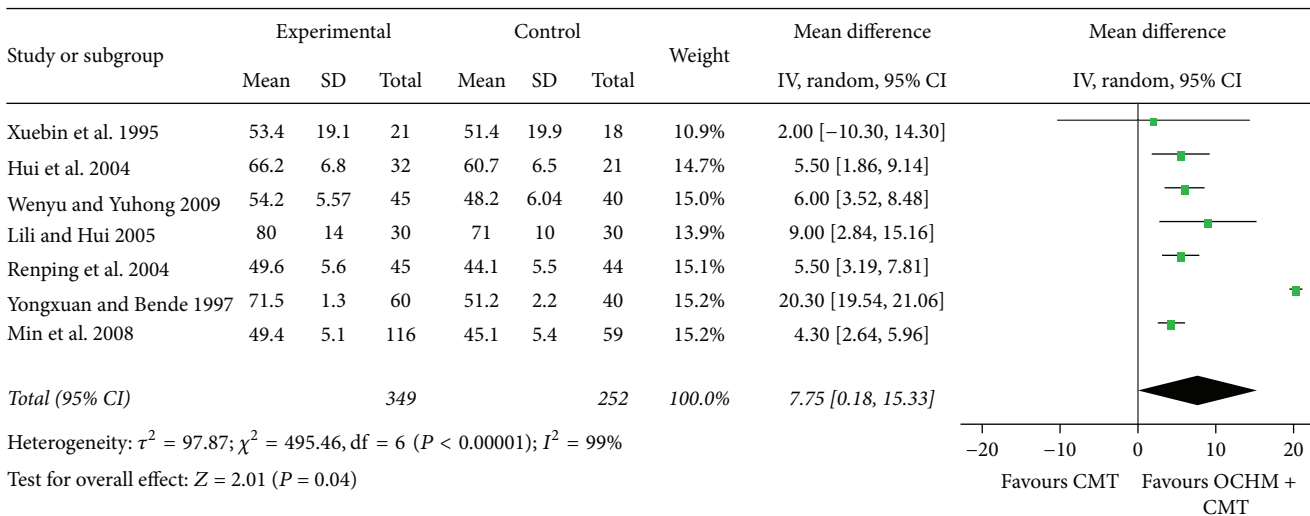 Study or subgroup Experimental Control Weight Mean difference Mean difference
Mean SD Total Mean SD Total IV, random, 95% CI IV, random, 95% CI
Xuebin et al. 1995 53.4 19.1 21 51.4 19.9 18 10.9% 2.00 [−10.30, 14.30]
Hui et al. 2004 66.2 6.8 32 60.7 6.5 21 14.7% 5.50 [1.86, 9.14]
Wenyu and Yuhong 2009 54.2 5.57 45 48.2 6.04 40 15.0% 6.00 [3.52, 8.48]
Lili and Hui 2005 80 14 30 71 10 30 13.9% 9.00 [2.84, 15.16]
Renping et al. 2004 49.6 5.6 45 44.1 5.5 44 15.1% 5.50 [3.19, 7.81]
Yongxuan and Bende 1997 71.5 1.3 60 51.2 2.2 40 15.2% 20.30 [19.54, 21.06]
Min et al. 2008 49.4 5.1 116 45.1 5.4 59 15.2% 4.30 [2.64, 5.96]
Total (95% CI) 349 252 100.0% 7.75 [0.18, 15.33]
Heterogeneity: τ² = 97.87; χ² = 495.46, df = 6 (P < 0.00001); I² = 99%
Test for overall effect: Z = 2.01 (P = 0.04)
−20 −10 0 10 20
Favours CMT Favours OCHM +
CMT